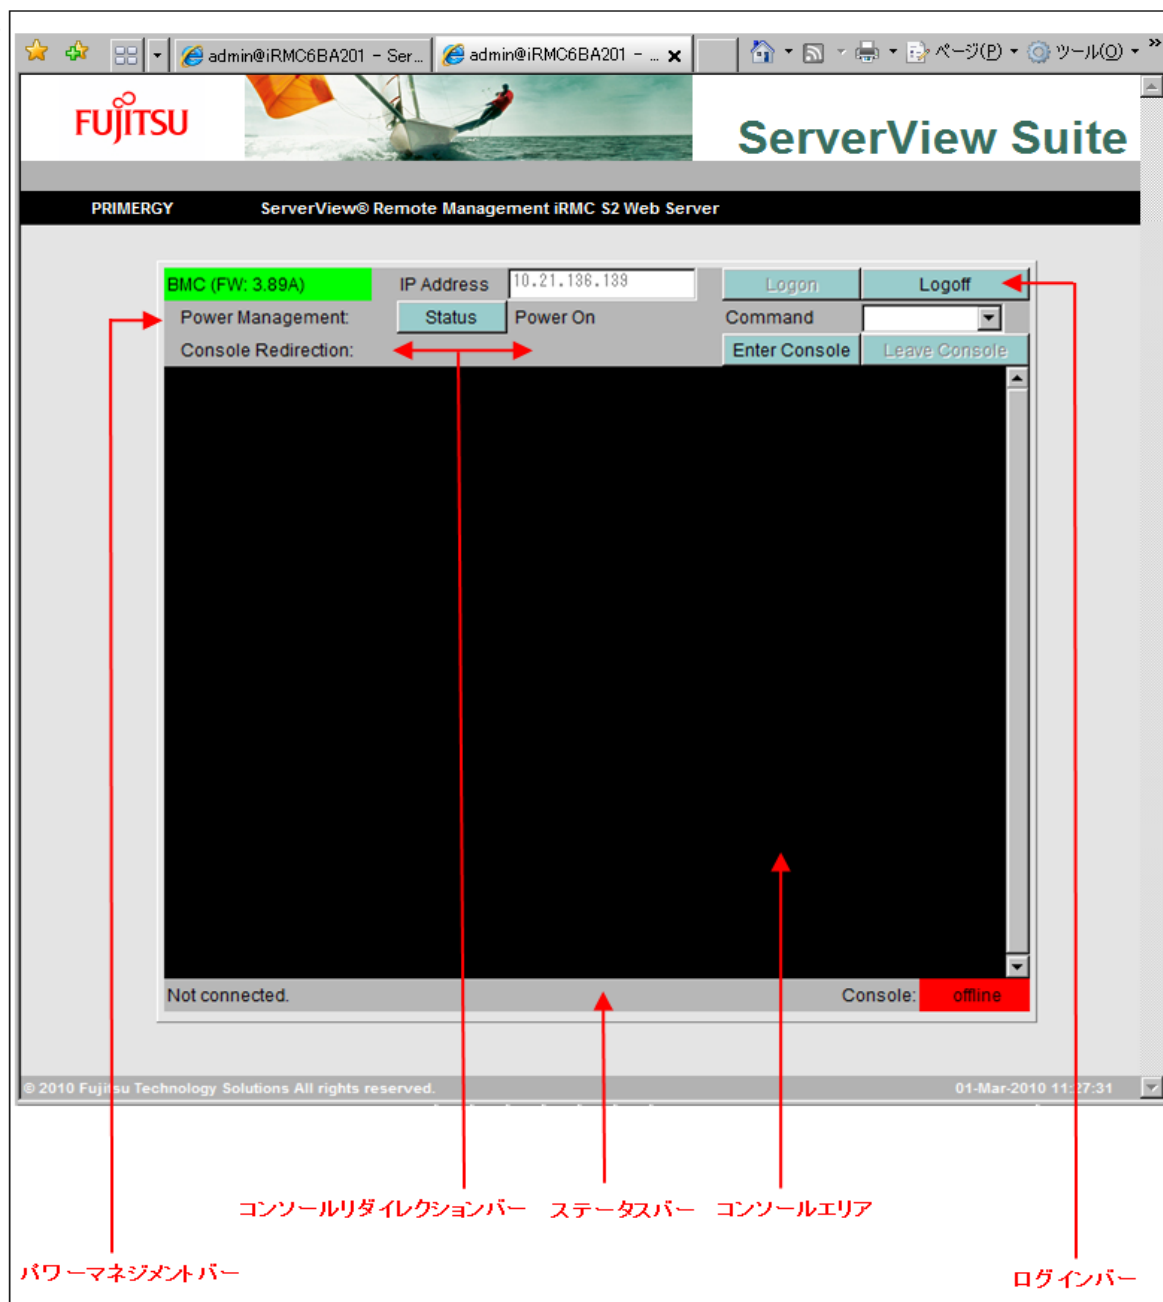 admin@iRMC6BA201 - Ser... admin@iRMC6BA201 - ... ページ(P) ツール(O) »
FUJITSU
ServerView Suite
PRIMERGY ServerView® Remote Management iRMC S2 Web Server
BMC (FW: 3.89A) IP Address 10.21.136.139 Logon Logoff
Power Management: Status Power On Command
Console Redirection: Enter Console Leave Console
Not connected. Console: offline
© 2010 Fujitsu Technology Solutions All rights reserved. 01-Mar-2010 11:27:31
コンソールリダイレクションバー ステータスバー コンソールエリア
パワーマネジメントバー ログインバー